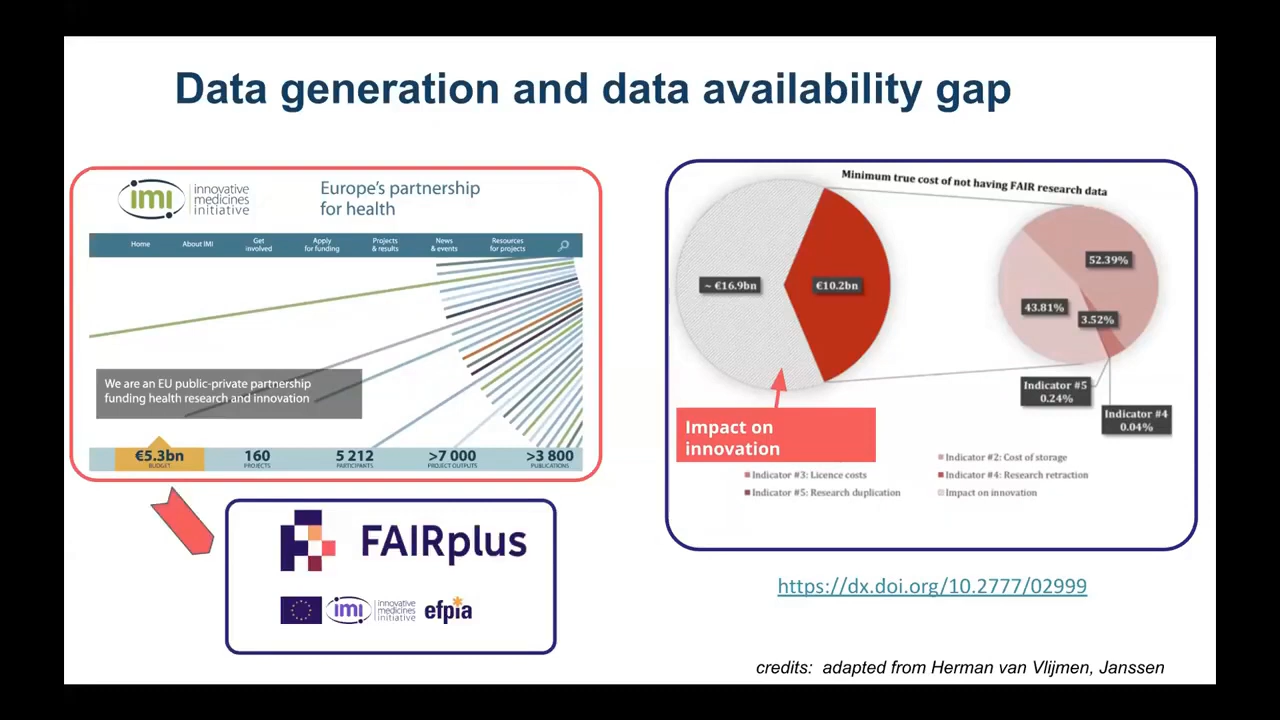 Data generation and data availability gap
imi
innovative
medicines
initiative
Europe's partnership
for health
Home
About IMI
Get
involved
Apply
for funding
Projects
& results
News
& events
Resources
for projects
We are an EU public-private partnership
funding health research and innovation
€5.3bn
BUDGET
160
PROJECTS
5 212
PARTICIPANTS
>7 000
PROJECT OUTPUTS
>3 800
PUBLICATIONS
FAIRplus
imi
innovative
medicines
initiative
efpia
Minimum true cost of not having FAIR research data
~ €16.9bn
€10.2bn
52.39%
43.81%
3.52%
Indicator #5
0.24%
Indicator #4
0.04%
Impact on
innovation
Indicator #2: Cost of storage
Indicator #3: Licence costs
Indicator #4: Research retraction
Indicator #5: Research duplication
Impact on innovation
https://dx.doi.org/10.2777/02999
credits: adapted from Herman van Vlijmen, Janssen